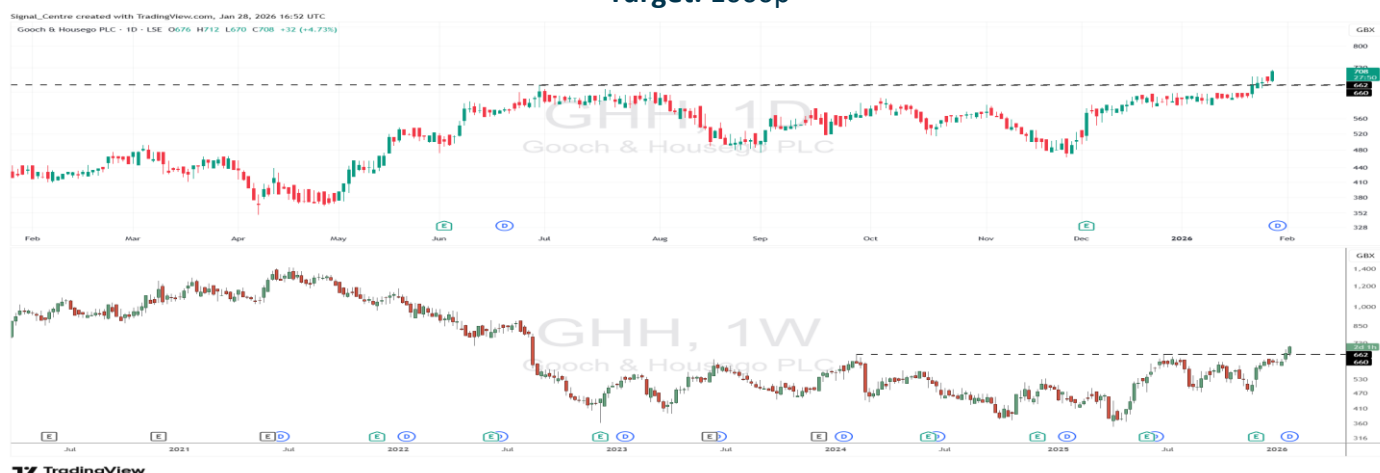 Target: 1000p
Signal_Centre created with TradingView.com, Jan 28, 2026 16:52 UTC
Gooch & Housego PLC · 1D · LSE O676 H712 L670 C708 +32 (+4.73%)
GBX
800
708
27:50
662
660
560
520
480
440
410
380
352
328
GHH, 1D
Gooch & Housego PLC
E D E D
Feb Mar Apr May Jun Jul Aug Sep Oct Nov Dec 2026 Feb
GBX
1,400
1,200
1,000
850
2d 1h
662
660
530
470
410
360
316
GHH, 1W
Gooch & Housego PLC
E E E D E D E D E D E D E D E D E D E D E D
Jul 2021 Jul 2022 Jul 2023 Jul 2024 Jul 2025 Jul 2026
TradingView